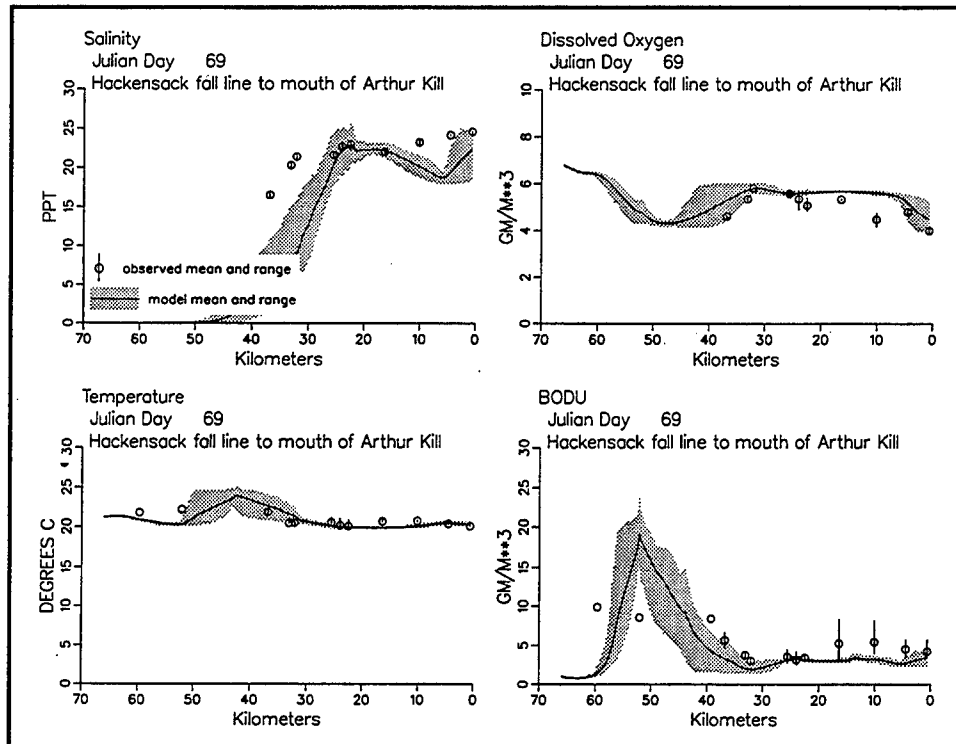 Salinity
Julian Day 69
Hackensack fall line to mouth of Arthur Kill
30
25
20
15
10
5
0
PPT
observed mean and range
model mean and range
70 60 50 40 30 20 10 0
Kilometers
Dissolved Oxygen
Julian Day 69
Hackensack fall line to mouth of Arthur Kill
10
8
6
4
2
0
GM/M**3
70 60 50 40 30 20 10 0
Kilometers
Temperature
Julian Day 69
Hackensack fall line to mouth of Arthur Kill
30
25
20
15
10
5
0
DEGREES C
70 60 50 40 30 20 10 0
Kilometers
BODU
Julian Day 69
Hackensack fall line to mouth of Arthur Kill
30
25
20
15
10
5
0
GM/M**3
70 60 50 40 30 20 10 0
Kilometers